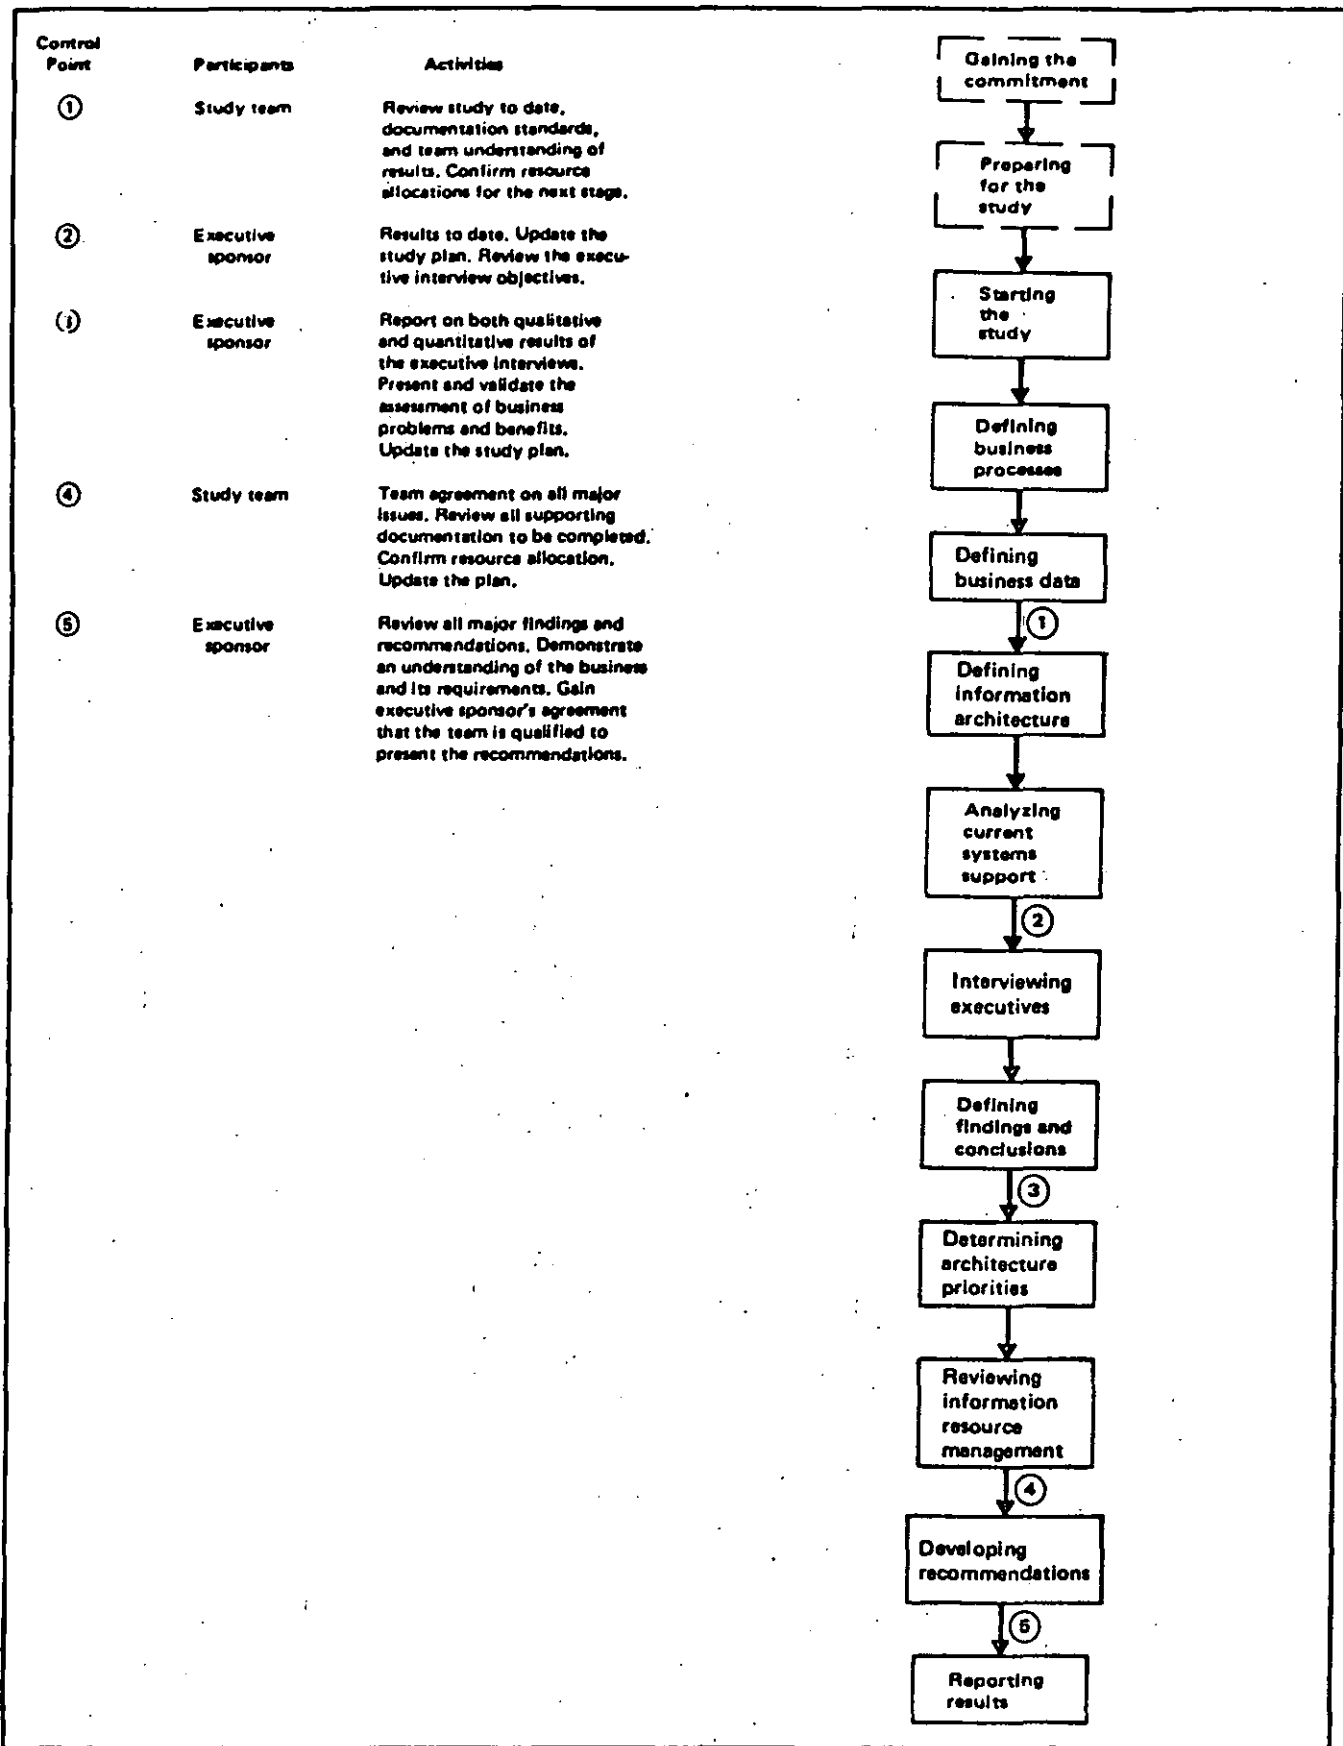 Control
Point
Participants
Activities
①
Study team
Review study to date,
documentation standards,
and team understanding of
results. Confirm resource
allocations for the next stage.
②
Executive
sponsor
Results to date. Update the
study plan. Review the execu-
tive interview objectives.
Executive
sponsor
Report on both qualitative
and quantitative results of
the executive interviews.
Present and validate the
assessment of business
problems and benefits.
Update the study plan.
④
Study team
Team agreement on all major
issues. Review all supporting
documentation to be completed.
Confirm resource allocation.
Update the plan.
⑤
Executive
sponsor
Review all major findings and
recommendations. Demonstrate
an understanding of the business
and its requirements. Gain
executive sponsor's agreement
that the team is qualified to
present the recommendations.
Gaining the
commitment
Preparing
for the
study
Starting
the
study
Defining
business
processes
Defining
business data
①
Defining
information
architecture
Analyzing
current
systems
support
②
Interviewing
executives
Defining
findings and
conclusions
③
Determining
architecture
priorities
Reviewing
information
resource
management
④
Developing
recommendations
⑤
Reporting
results